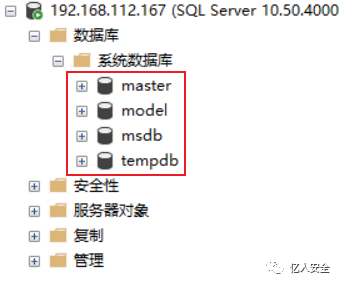 192.168.112.167 (SQL Server 10.50.4000
数据库
系统数据库
master
model
msdb
tempdb
安全性
服务器对象
复制
管理
亿人安全